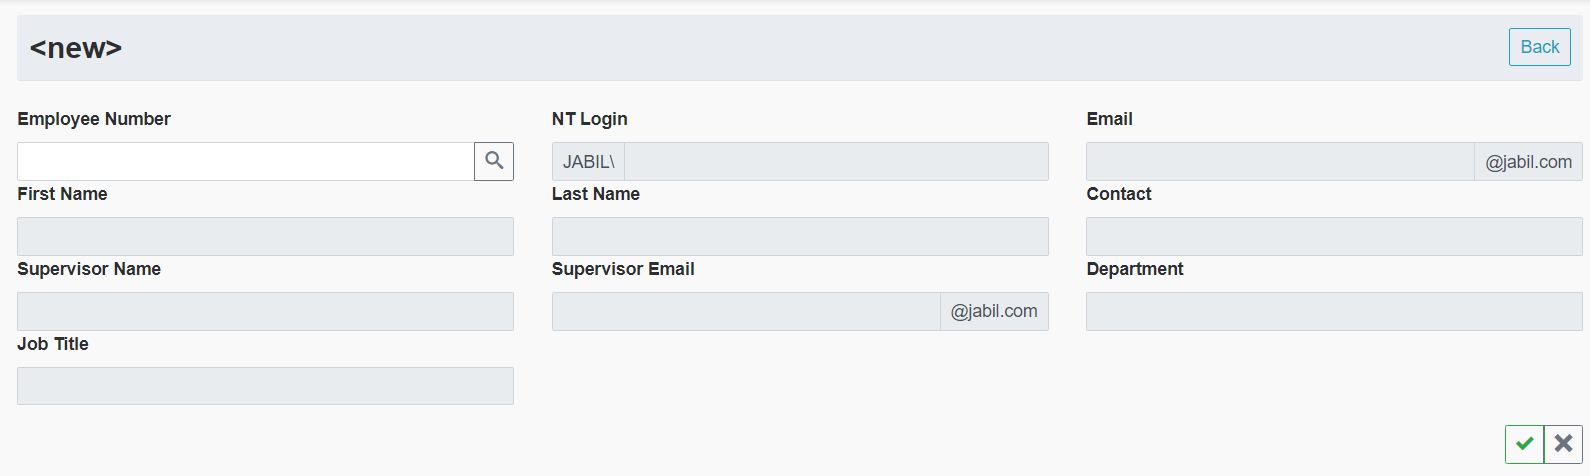 <new>
Back
Employee Number
NT Login
Email
JABIL\
@jabil.com
First Name
Last Name
Contact
Supervisor Name
Supervisor Email
Department
@jabil.com
Job Title